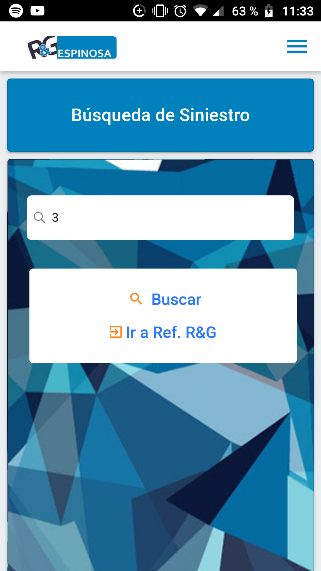 63 % 11:33
R&G
ESPINOSA
Búsqueda de Siniestro
3
Buscar
Ir a Ref. R&G